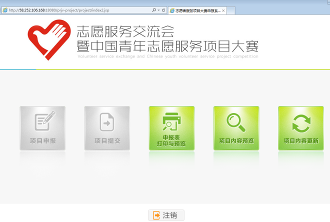 志愿服务交流会
暨中国青年志愿服务项目大赛
项目申报
项目提交
申报表
打印与预览
项目内容预览
项目内容更新
注销